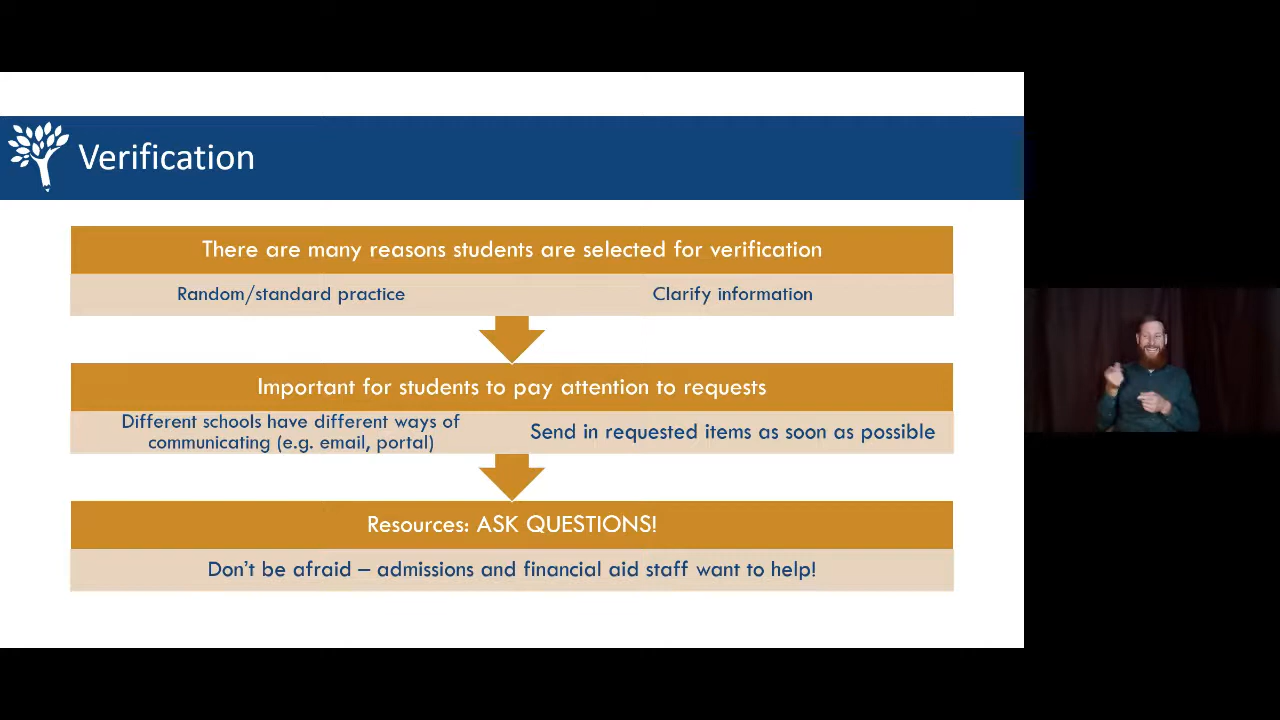 Verification
There are many reasons students are selected for verification
Random/standard practice
Clarify information
Important for students to pay attention to requests
Different schools have different ways of
communicating (e.g. email, portal)
Send in requested items as soon as possible
Resources: ASK QUESTIONS!
Don't be afraid – admissions and financial aid staff want to help!